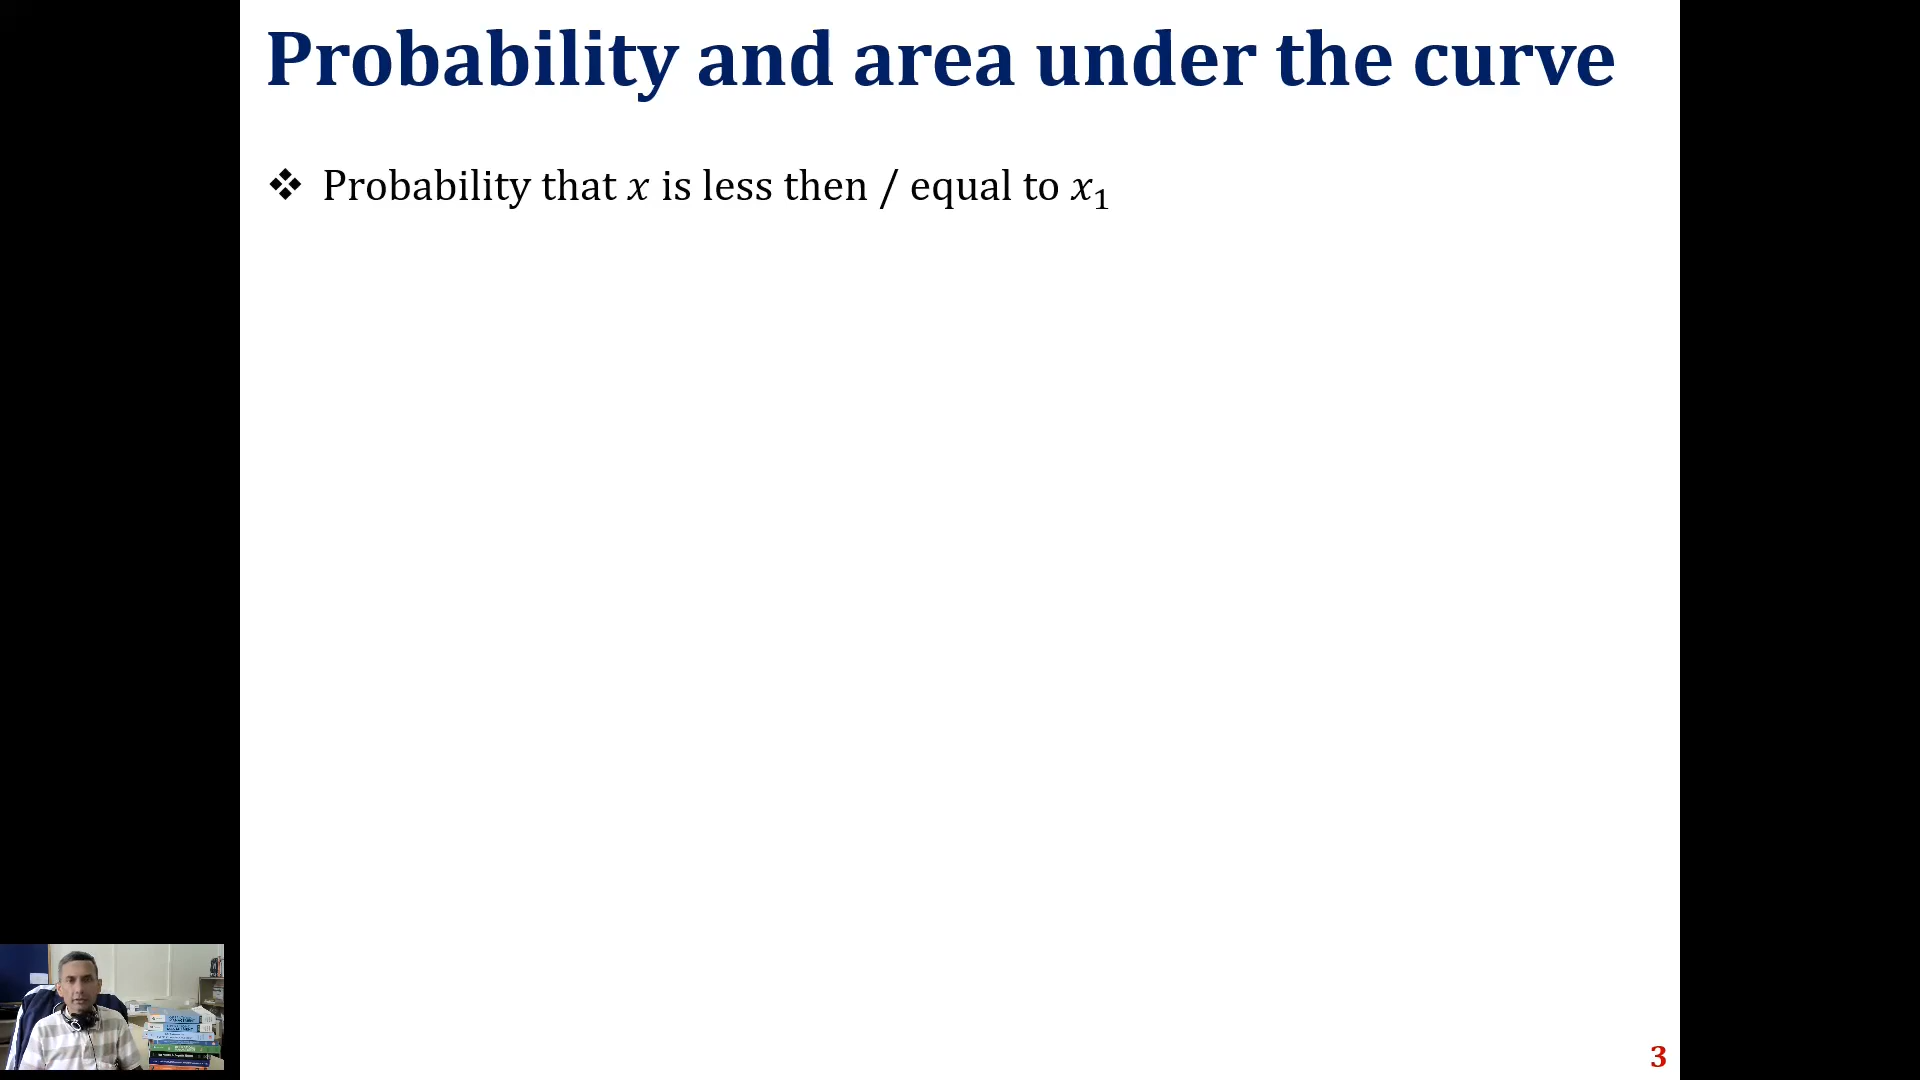 Probability and area under the curve
❖ Probability that x is less then / equal to x₁
3